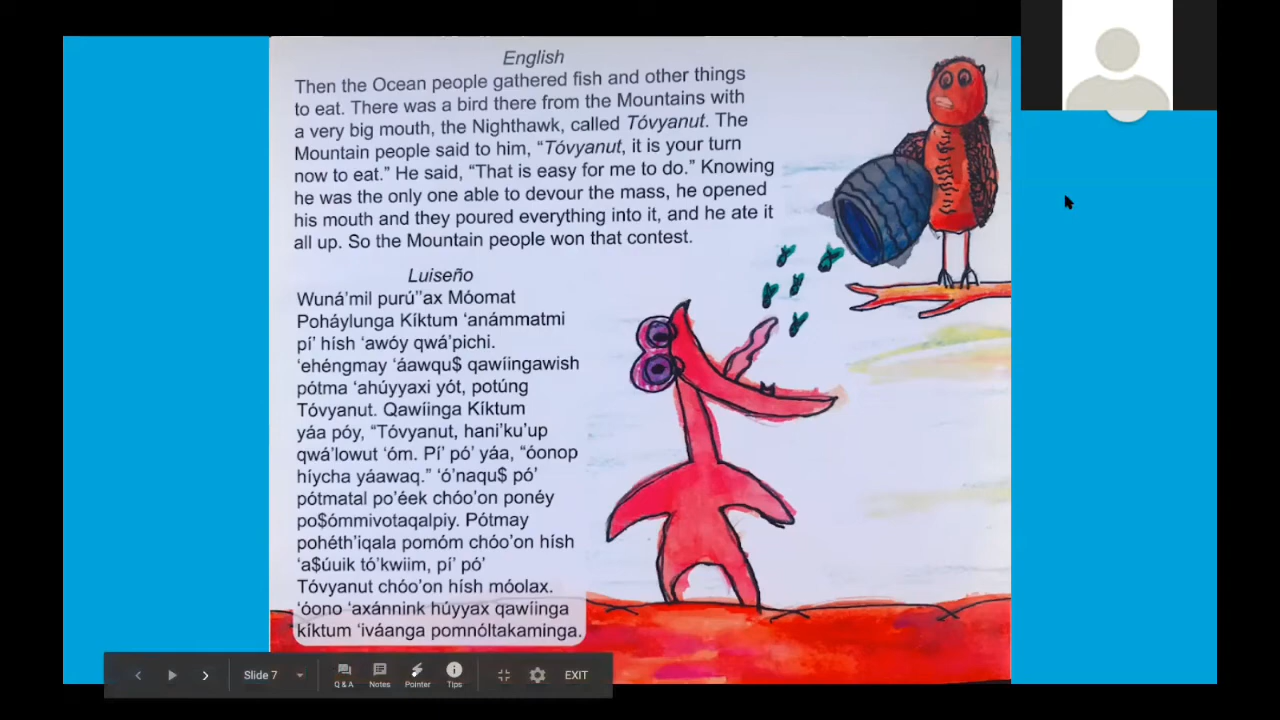 English
Then the Ocean people gathered fish and other things
to eat. There was a bird there from the Mountains with
a very big mouth, the Nighthawk, called Tóvyanut. The
Mountain people said to him, “Tóvyanut, it is your turn
now to eat.” He said, “That is easy for me to do.” Knowing
he was the only one able to devour the mass, he opened
his mouth and they poured everything into it, and he ate it
all up. So the Mountain people won that contest.
Luiseño
Wuná’mil purú’’ax Móomat
Poháylunga Kíktum ‘anámmatmi
pí’ hísh ‘awóy qwá’pichi.
‘ehéngmay ‘áawqu$ qawíingawish
pótma ‘ahúyyaxi yót, potúng
Tóvyanut. Qawíinga Kíktum
yáa póy, “Tóvyanut, hani’ku’up
qwá’lowut ‘óm. Pí’ pó’ yáa, “óonop
híycha yáawaq.” ‘ó’naqu$ pó’
pótmatal po’éek chóo’on ponéy
po$ómmivotaqalpiy. Pótmay
pohéth’iqala pomóm chóo’on hísh
‘a$úuik tó’kwiim, pí’ pó’
Tóvyanut chóo’on hísh móolax.
‘óono ‘axánnink húyyax qawíinga
kíktum ‘iváanga pomnóltakaminga.
Slide 7
Q & A
Notes
Pointer
Tips
EXIT